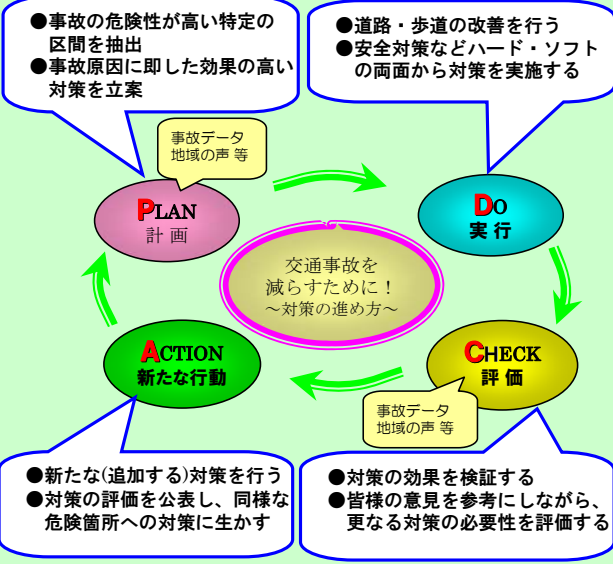 ●事故の危険性が高い特定の
区間を抽出
●事故原因に即した効果の高い
対策を立案
●道路・歩道の改善を行う
●安全対策などハード・ソフト
の両面から対策を実施する
事故データ
地域の声 等
PLAN
計 画
DO
実 行
交通事故を
減らすために！
～対策の進め方～
ACTION
新たな行動
CHECK
評 価
事故データ
地域の声 等
●新たな(追加する)対策を行う
●対策の評価を公表し、同様な
危険箇所への対策に生かす
●対策の効果を検証する
●皆様の意見を参考にしながら、
更なる対策の必要性を評価する